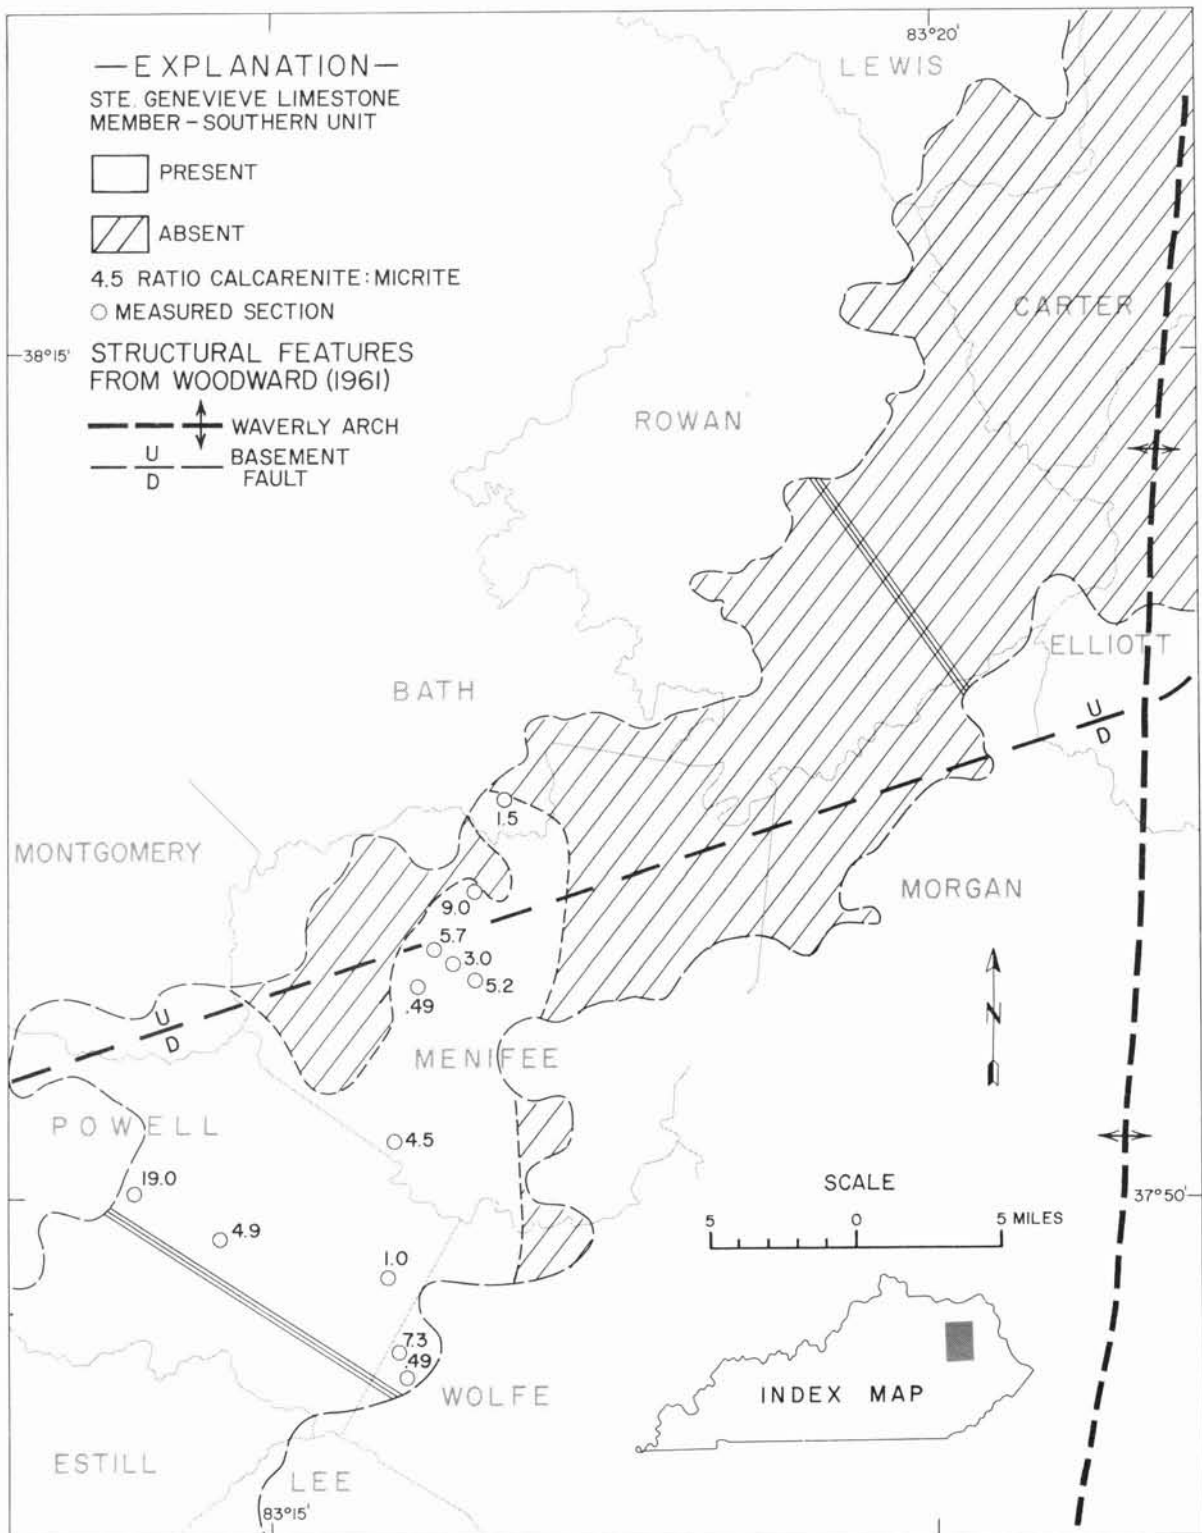 —EXPLANATION—
STE. GENEVIEVE LIMESTONE
MEMBER – SOUTHERN UNIT
PRESENT
ABSENT
4.5 RATIO CALCARENITE: MICRITE
MEASURED SECTION
STRUCTURAL FEATURES
FROM WOODWARD (1961)
WAVERLY ARCH
U
D
BASEMENT
FAULT
83°20'
LEWIS
CARTER
38°15'
ROWAN
ELLIOTT
BATH
U
D
1.5
MONTGOMERY
MORGAN
9.0
5.7
3.0
5.2
.49
N
U
D
MENIFEE
POWELL
4.5
19.0
SCALE
37°50'
4.9
5 0 5 MILES
1.0
7.3
.49
WOLFE
INDEX MAP
ESTILL
LEE
83°15'